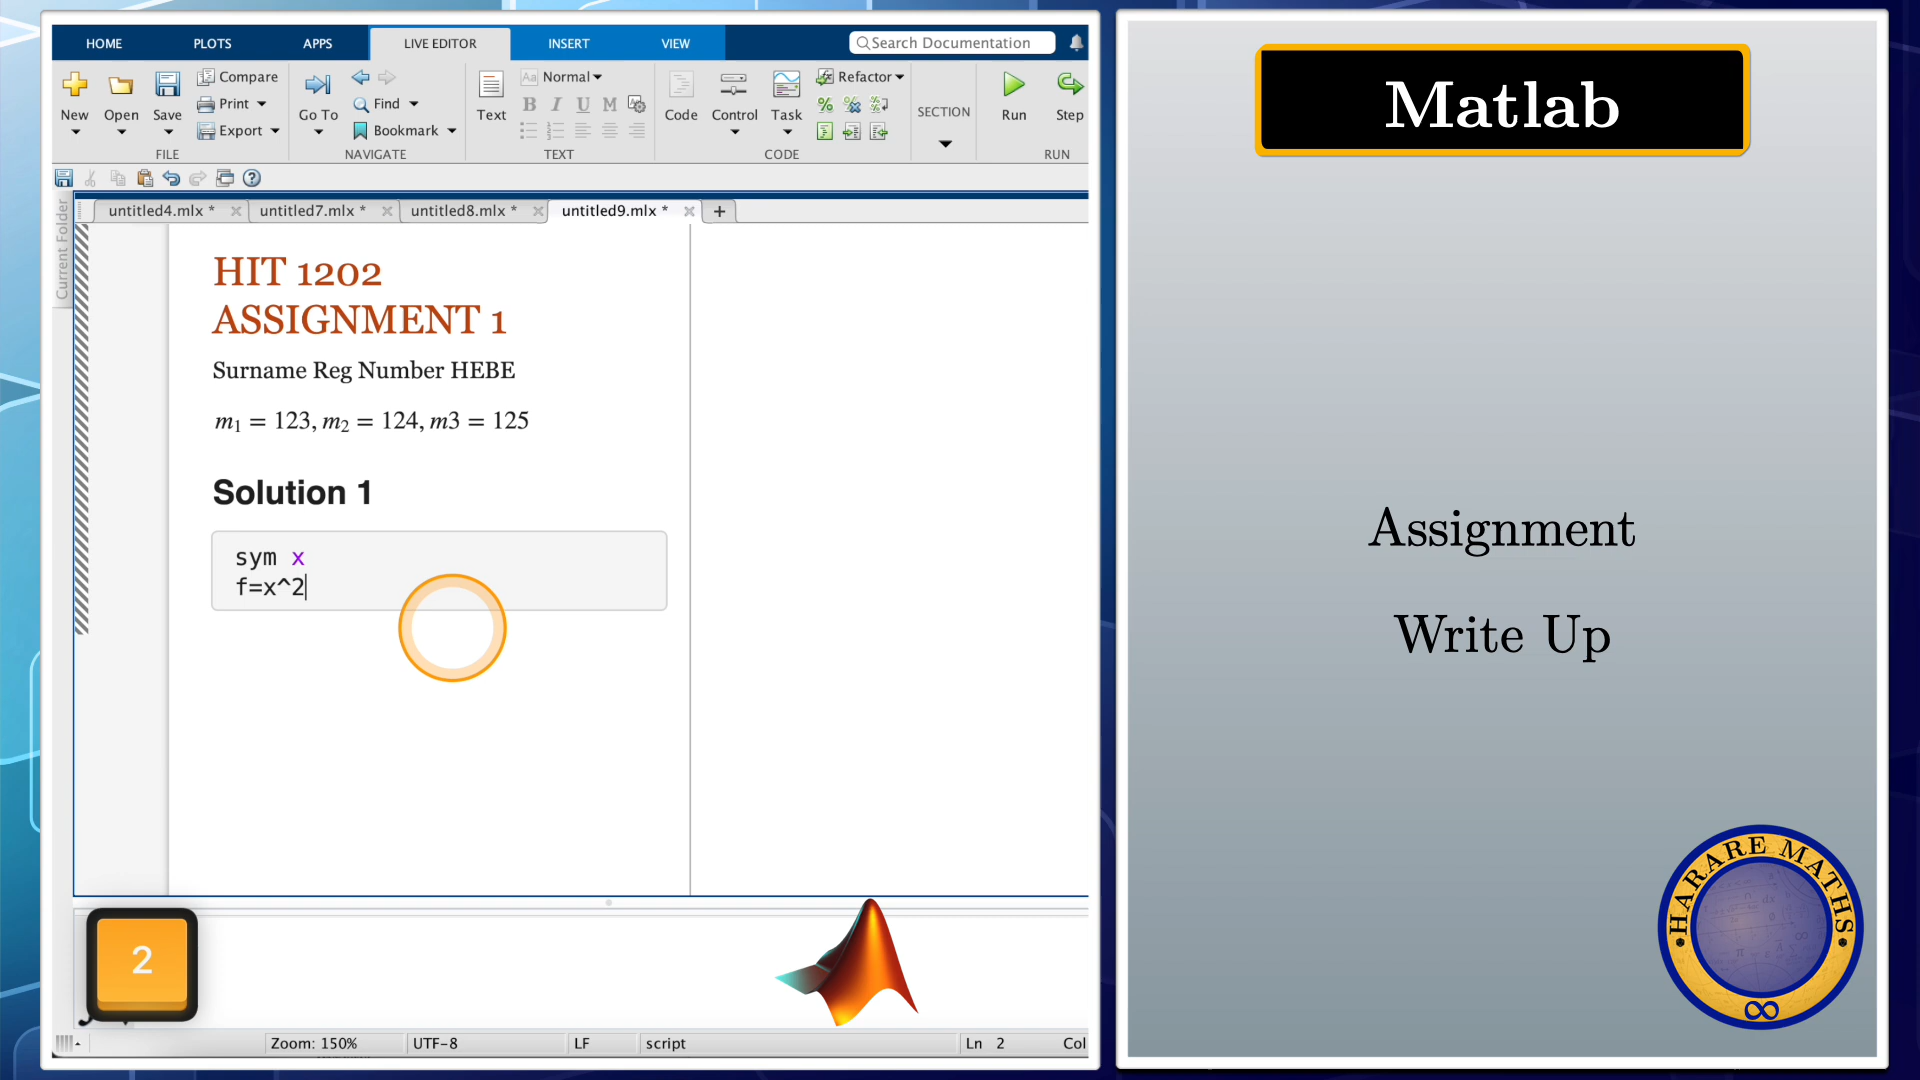 HOME PLOTS APPS LIVE EDITOR INSERT VIEW Search Documentation
New Open Save Compare Print Export Go To Find Bookmark Text Aa Normal B I U M Code Control Task Refactor SECTION Run Step
FILE NAVIGATE TEXT CODE RUN
Current Folder
untitled4.mlx * untitled7.mlx * untitled8.mlx * untitled9.mlx * +
HIT 1202
ASSIGNMENT 1
Surname Reg Number HEBE
m₁ = 123, m₂ = 124, m3 = 125
Solution 1
sym x
f=x^2
2
Zoom: 150% UTF-8 LF script Ln 2 Col
Matlab
Assignment
Write Up
HARARE MATHS
∞